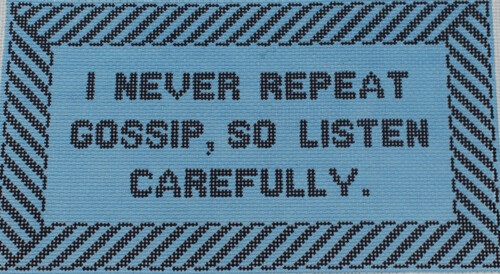 I NEVER REPEAT
GOSSIP, SO LISTEN
CAREFULLY.